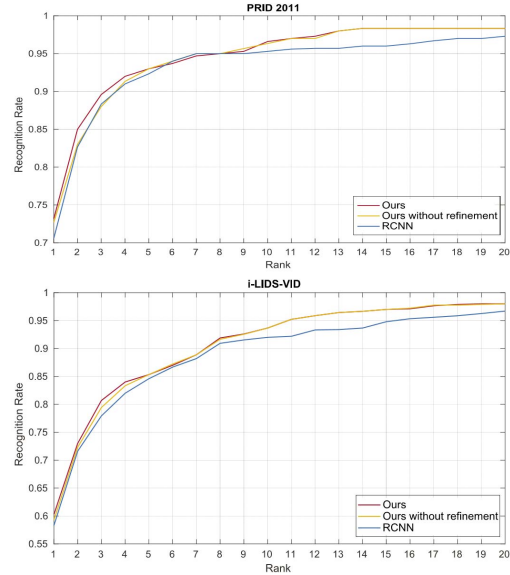 PRID 2011
1
0.95
0.9
0.85
0.8
0.75
0.7
Recognition Rate
Ours
Ours without refinement
RCNN
1 2 3 4 5 6 7 8 9 10 11 12 13 14 15 16 17 18 19 20
Rank
i-LIDS-VID
1
0.95
0.9
0.85
0.8
0.75
0.7
0.65
0.6
0.55
Recognition Rate
Ours
Ours without refinement
RCNN
1 2 3 4 5 6 7 8 9 10 11 12 13 14 15 16 17 18 19 20
Rank